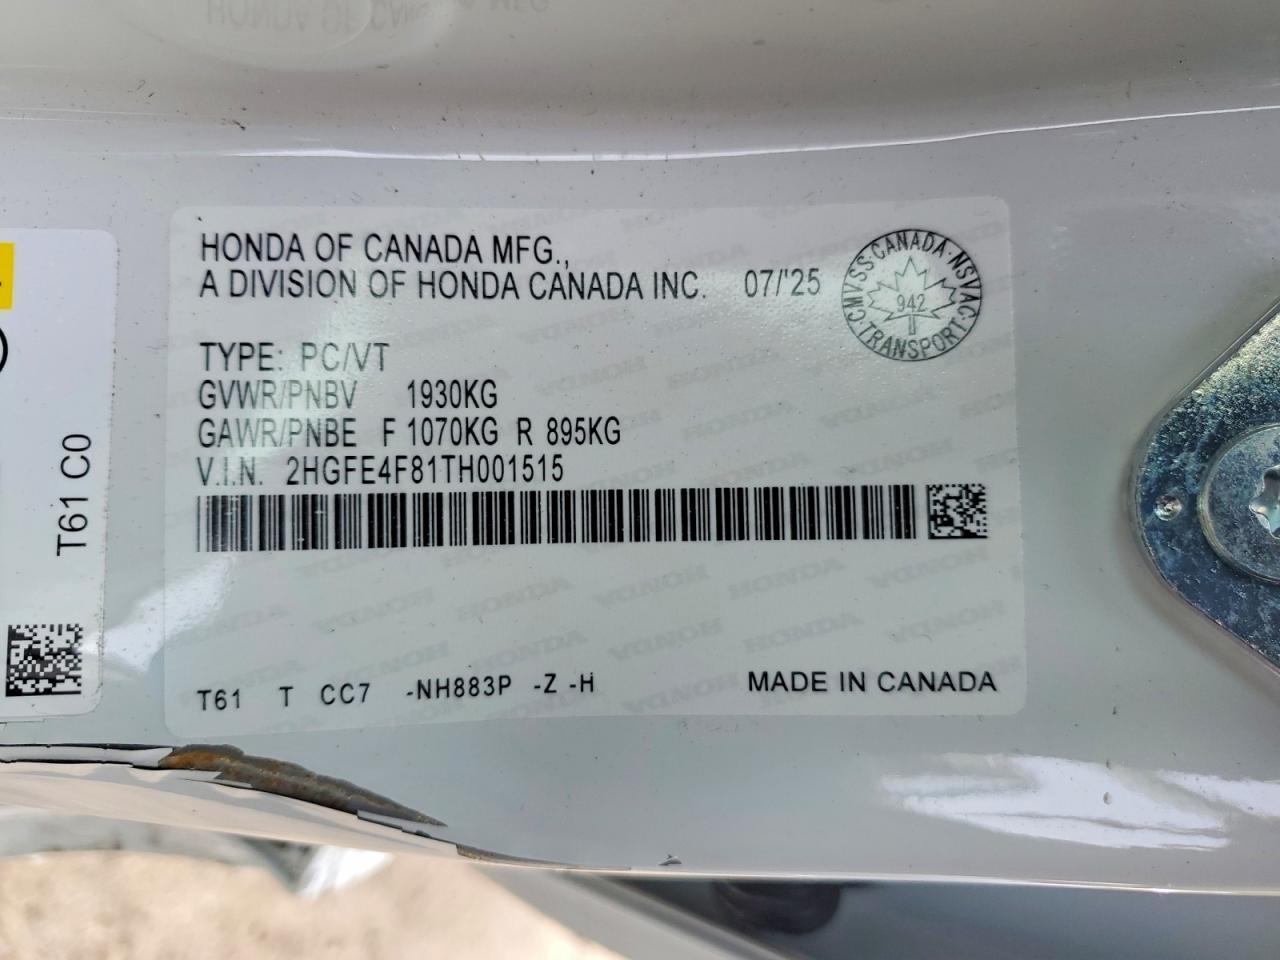 HONDA OF CANADA MFG.,
A DIVISION OF HONDA CANADA INC. 07/'25
CMVSS·CANADA·NSVAC·TRANSPORT·
942
TYPE: PC/VT
GVWR/PNBV 1930KG
GAWR/PNBE F 1070KG R 895KG
V.I.N. 2HGFE4F81TH001515
T61 T CC7 -NH883P -Z -H MADE IN CANADA
T61 C0